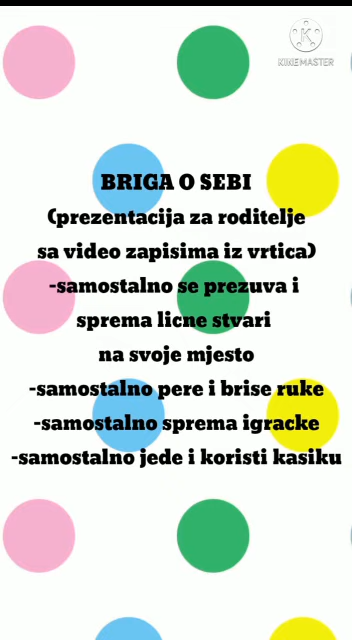 KINEMASTER
BRIGA O SEBI
(prezentacija za roditelje
sa video zapisima iz vrtica)
-samostalno se prezuva i
sprema licne stvari
na svoje mjesto
-samostalno pere i brise ruke
-samostalno sprema igracke
-samostalno jede i koristi kasiku